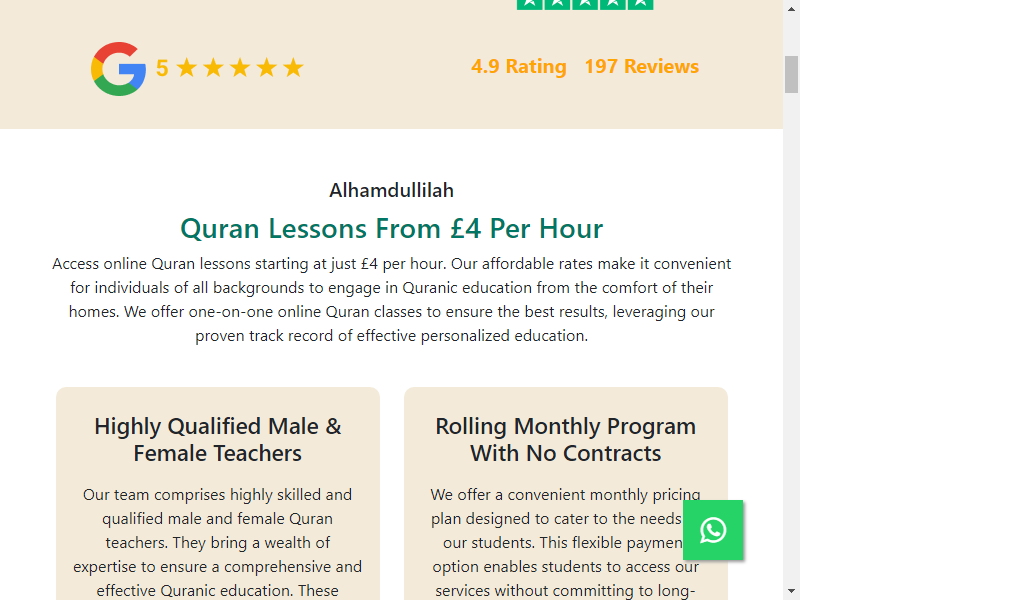 5 ★★★★★
4.9 Rating 197 Reviews
Alhamdullilah
Quran Lessons From £4 Per Hour
Access online Quran lessons starting at just £4 per hour. Our affordable rates make it convenient
for individuals of all backgrounds to engage in Quranic education from the comfort of their
homes. We offer one-on-one online Quran classes to ensure the best results, leveraging our
proven track record of effective personalized education.
Highly Qualified Male &
Female Teachers
Our team comprises highly skilled and
qualified male and female Quran
teachers. They bring a wealth of
expertise to ensure a comprehensive and
effective Quranic education. These
Rolling Monthly Program
With No Contracts
We offer a convenient monthly pricing
plan designed to cater to the needs
our students. This flexible paymen
option enables students to access our
services without committing to long-